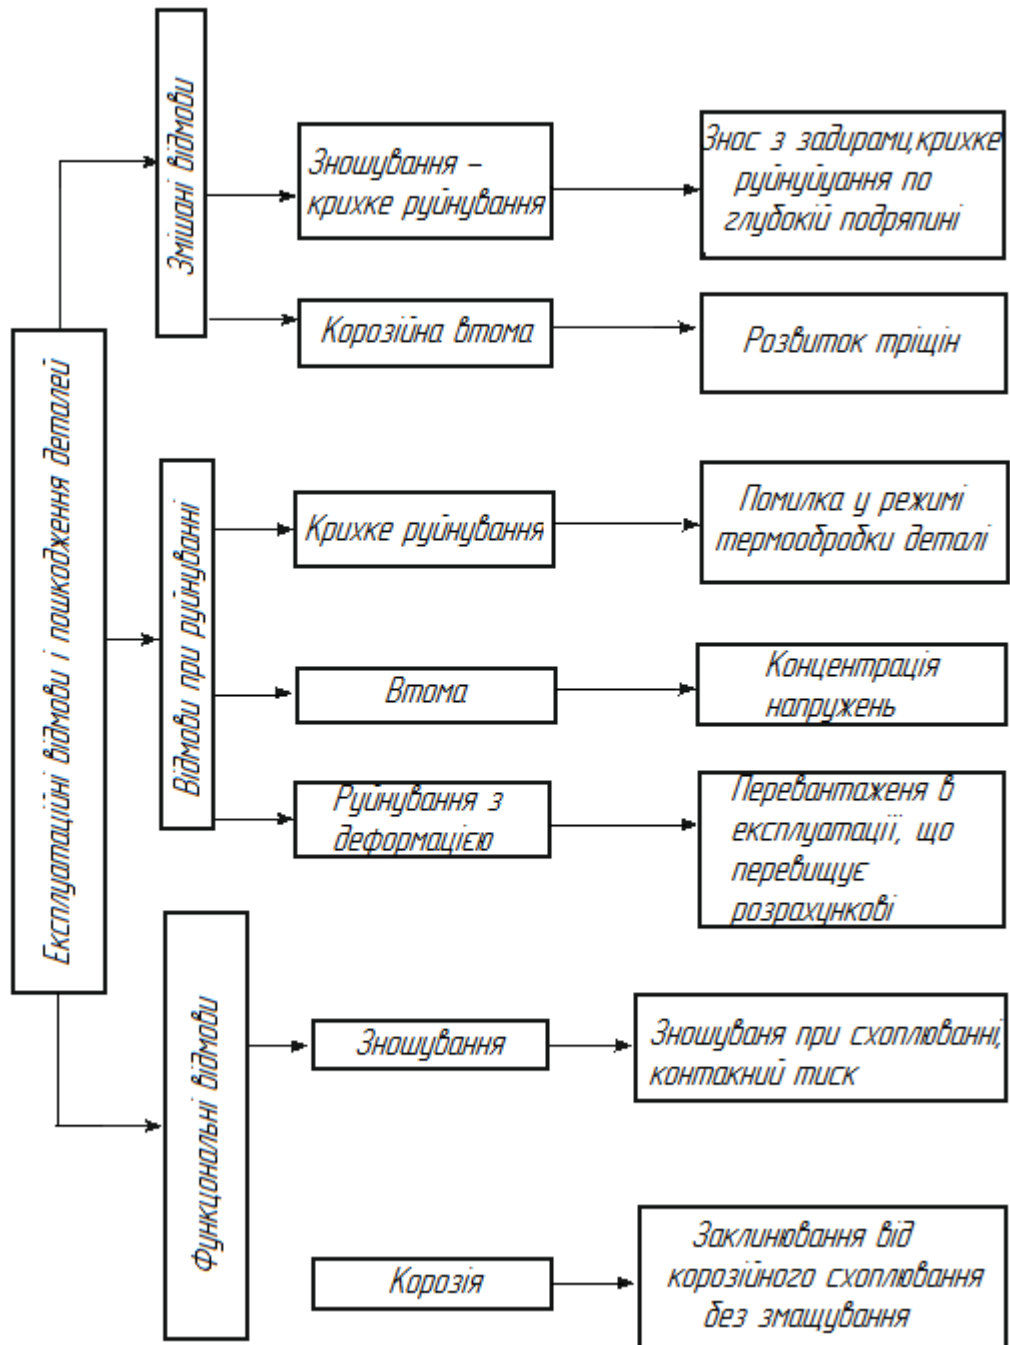 Експлуатаційні відмови і пошкодження деталей
Змішані відмови
Зношування –
крихке руйнування
Знос з задирами,крихке
руйнуйуання по
глубокій подряпині
Корозійна втома
Розвиток тріщін
Відмови при руйнуванні
Крихке руйнування
Помилка у режимі
термообробки деталі
Втома
Концентрація
напружень
Руйнування з
деформацією
Перевантаженя в
експлуатації, що
перевищує
розрахункові
Функціональні відмови
Зношування
Зношуваня при схоплюванні,
контакний тиск
Корозія
Заклинювання від
корозійного схоплювання
без змащування